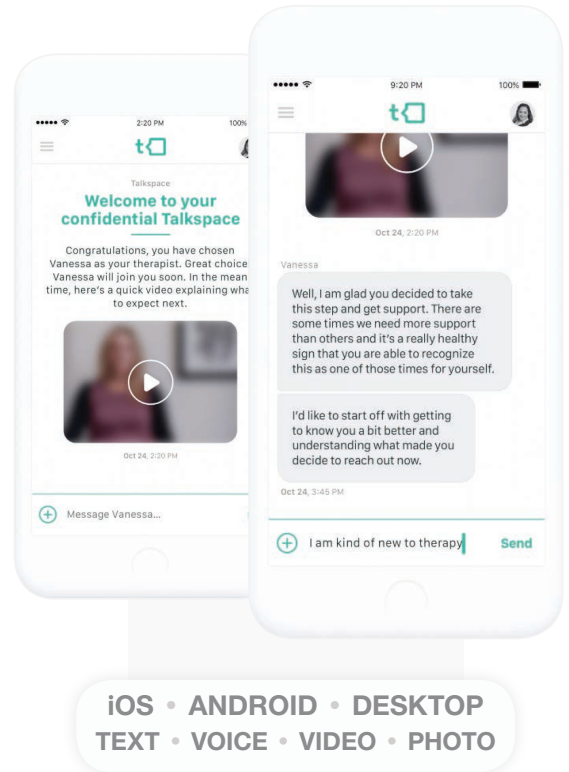 2:20 PM
100%
t
Talkspace
Welcome to your
confidential Talkspace
Congratulations, you have chosen
Vanessa as your therapist. Great choice
Vanessa will join you soon. In the mean
time, here's a quick video explaining wha
to expect next.
Oct 24, 2:20 PM
Message Vanessa...
9:20 PM
100%
t
Oct 24, 2:20 PM
Vanessa
Well, I am glad you decided to take
this step and get support. There are
some times we need more support
than others and it's a really healthy
sign that you are able to recognize
this as one of those times for yourself.
I'd like to start off with getting
to know you a bit better and
understanding what made you
decide to reach out now.
Oct 24, 3:45 PM
I am kind of new to therapy
Send
iOS • ANDROID • DESKTOP
TEXT • VOICE • VIDEO • PHOTO